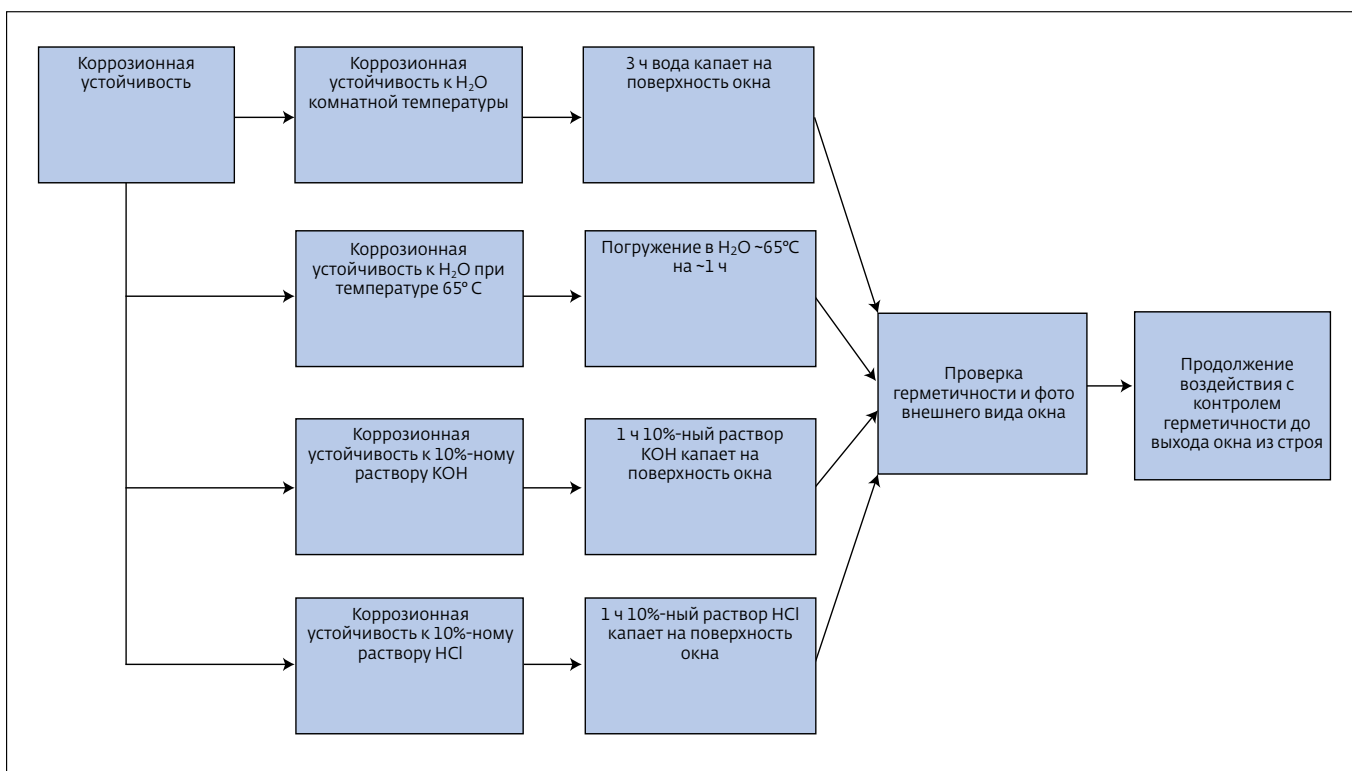 Коррозионная
устойчивость
Коррозионная
устойчивость к H₂O
комнатной температуры
3 ч вода капает на
поверхность окна
Коррозионная
устойчивость к H₂O при
температуре 65° C
Погружение в H₂O ~65°C
на ~1 ч
Коррозионная
устойчивость к 10%-ному
раствору KOH
1 ч 10%-ный раствор
KOH капает на
поверхность окна
Коррозионная
устойчивость к 10%-ному
раствору HCl
1 ч 10%-ный раствор HCl
капает на поверхность
окна
Проверка
герметичности и фото
внешнего вида окна
Продолжение
воздействия с
контролем
герметичности до
выхода окна из строя